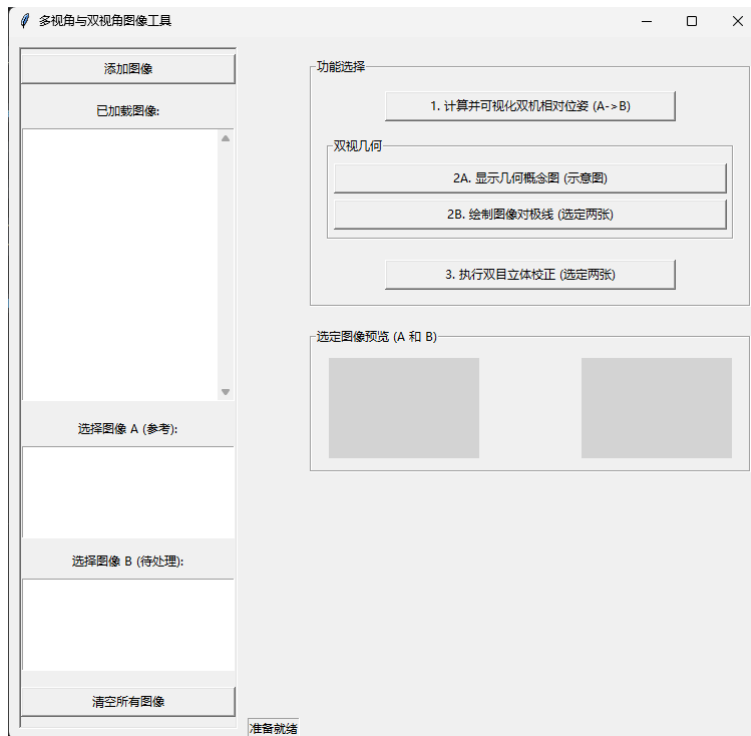 多视角与双视角图像工具
添加图像
已加载图像:
选择图像 A (参考):
选择图像 B (待处理):
清空所有图像
功能选择
1. 计算并可视化双机相对位姿 (A->B)
双视几何
2A. 显示几何概念图 (示意图)
2B. 绘制图像对极线 (选定两张)
3. 执行双目立体校正 (选定两张)
选定图像预览 (A 和 B)
准备就绪